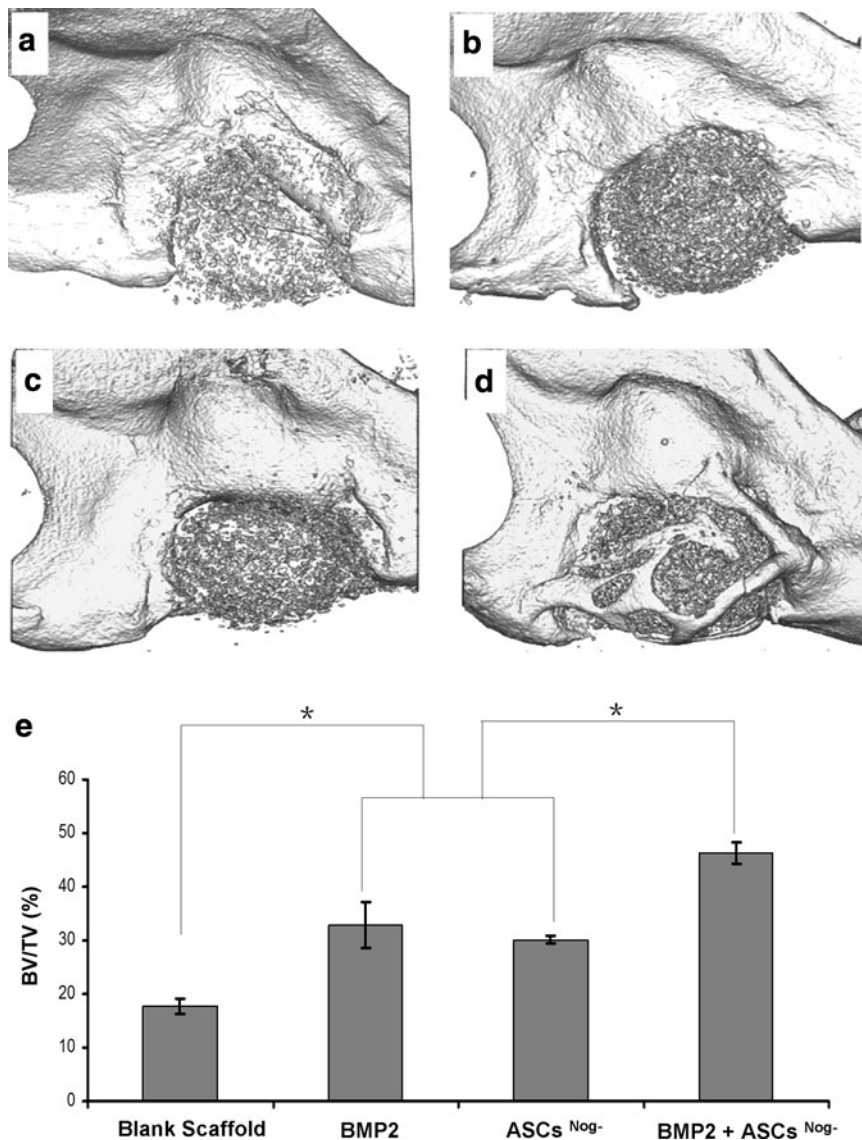 a
b
c
d
e
*
*
60
50
40
30
20
10
0
BV/TV (%)
Blank Scaffold
BMP2
ASCs Nog-
BMP2 + ASCs Nog-